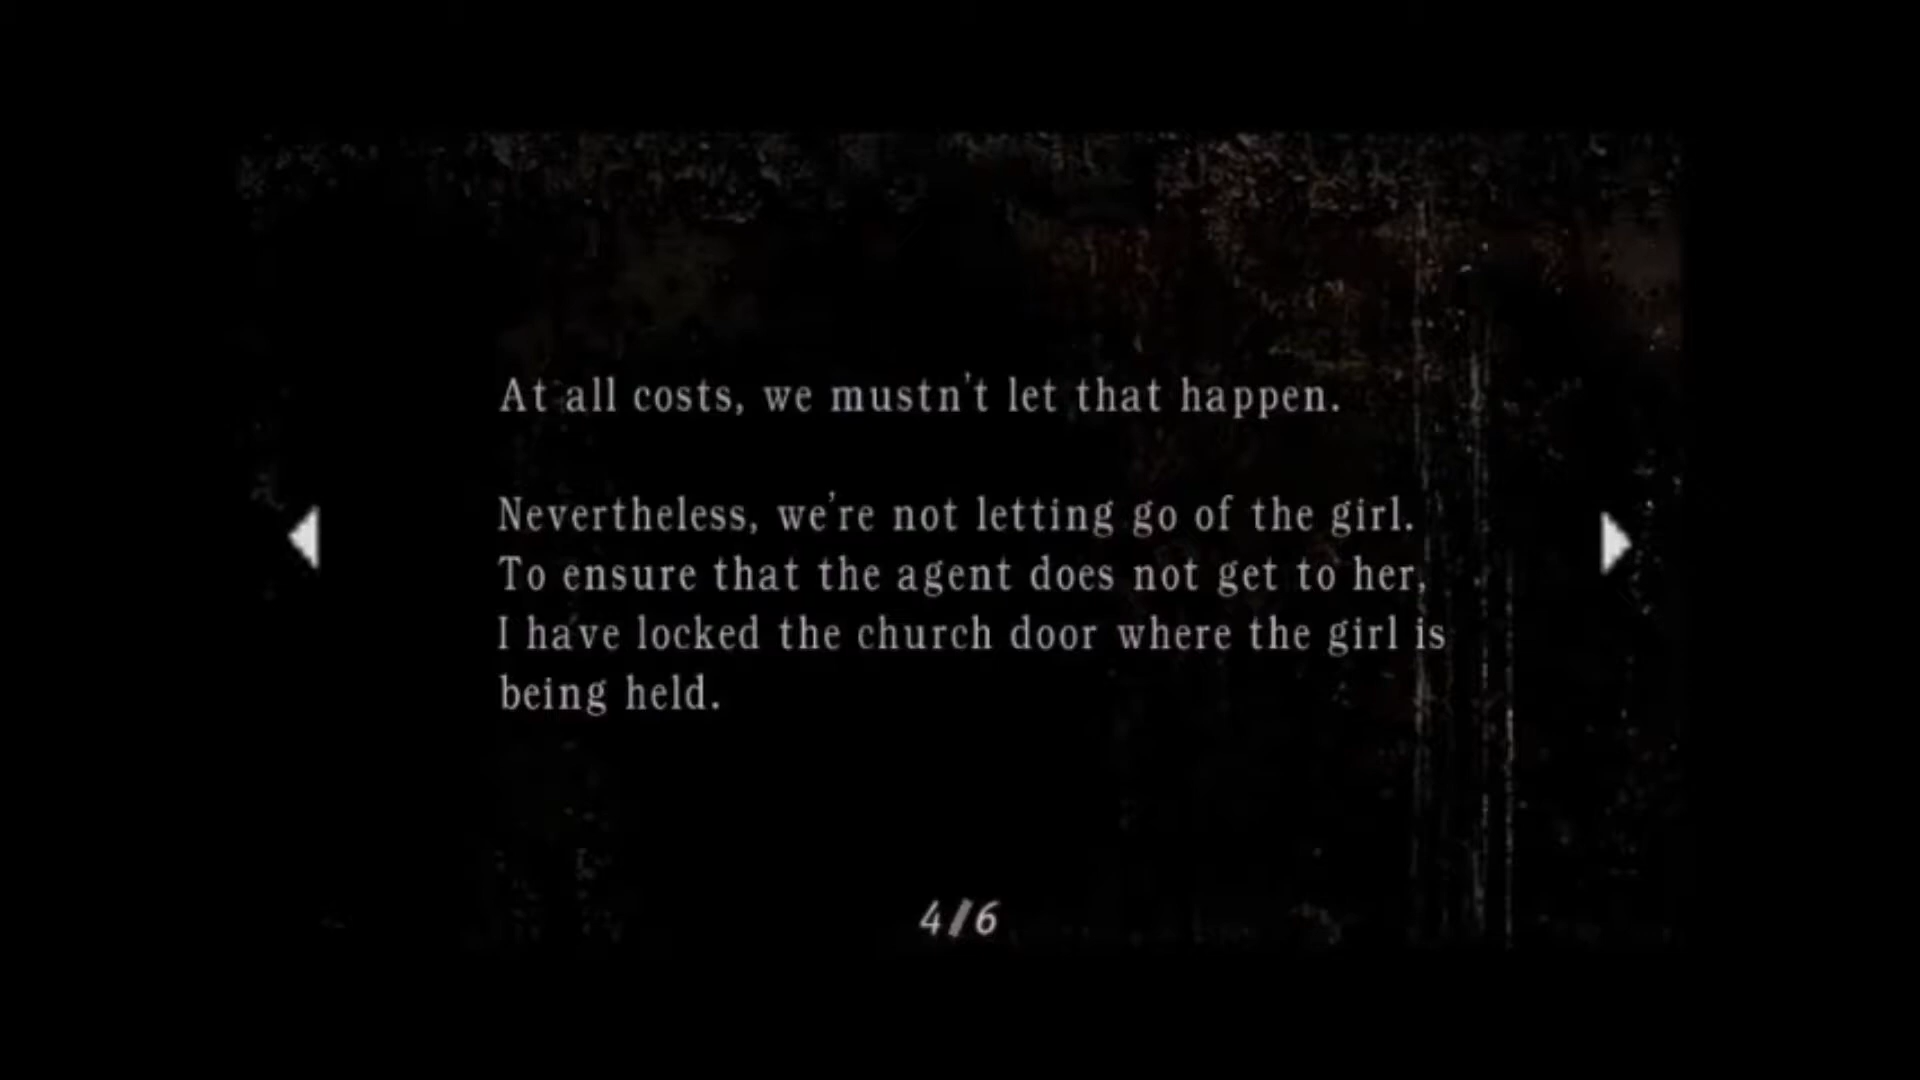 At all costs, we mustn't let that happen.
Nevertheless, we're not letting go of the girl.
To ensure that the agent does not get to her,
I have locked the church door where the girl is
being held.
4/6